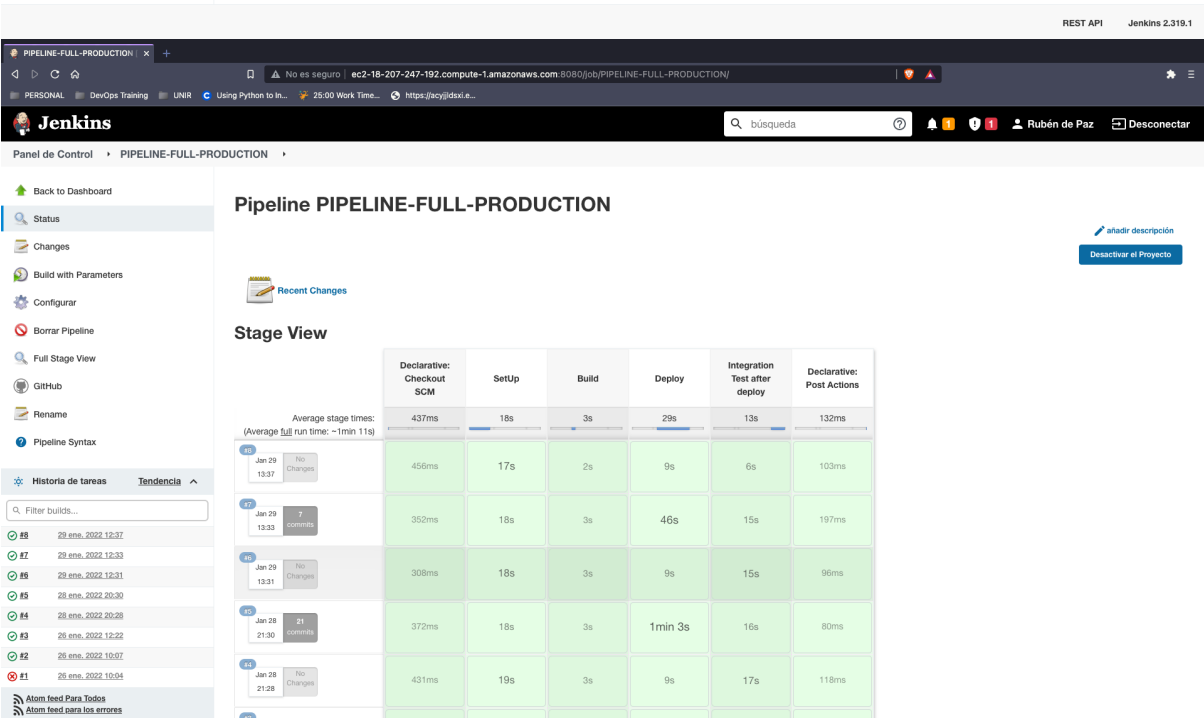 REST API Jenkins 2.319.1
PIPELINE-FULL-PRODUCTION
No es seguro ec2-18-207-247-192.compute-1.amazonaws.com:8080/job/PIPELINE-FULL-PRODUCTION/
PERSONAL DevOps Training UNIR Using Python to In... 25:00 Work Time... https://acyjjldsxi.e...
Jenkins búsqueda 1 1 Rubén de Paz Desconectar
Panel de Control PIPELINE-FULL-PRODUCTION
Back to Dashboard
Status
Changes
Build with Parameters
Configurar
Borrar Pipeline
Full Stage View
GitHub
Rename
Pipeline Syntax
Historia de tareas Tendencia
Filter builds...
#8 29 ene. 2022 12:37
#7 29 ene. 2022 12:33
#6 29 ene. 2022 12:31
#5 28 ene. 2022 20:30
#4 28 ene. 2022 20:28
#3 26 ene. 2022 12:22
#2 26 ene. 2022 10:07
#1 26 ene. 2022 10:04
Atom feed Para Todos
Atom feed para los errores
Pipeline PIPELINE-FULL-PRODUCTION
añadir descripción
Desactivar el Proyecto
Recent Changes
Stage View
Declarative: Checkout SCM
SetUp
Build
Deploy
Integration Test after deploy
Declarative: Post Actions
Average stage times: 437ms 18s 3s 29s 13s 132ms
(Average full run time: ~1min 11s)
#8
Jan 29 13:37 No Changes 456ms 17s 2s 9s 6s 103ms
#7
Jan 29 13:33 7 commits 352ms 18s 3s 46s 15s 197ms
#6
Jan 29 13:31 No Changes 308ms 18s 3s 9s 15s 96ms
#5
Jan 28 21:30 21 commits 372ms 18s 3s 1min 3s 16s 80ms
#4
Jan 28 21:28 No Changes 431ms 19s 3s 9s 17s 118ms